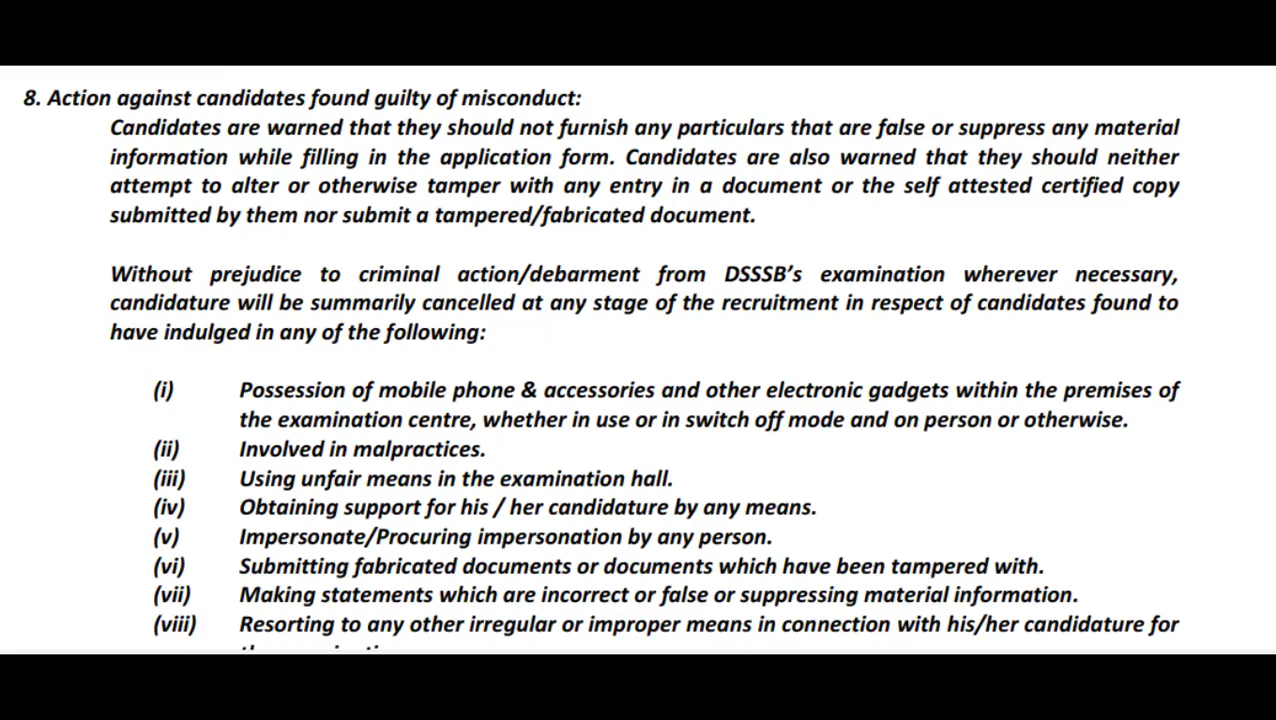 8. Action against candidates found guilty of misconduct:
Candidates are warned that they should not furnish any particulars that are false or suppress any material
information while filling in the application form. Candidates are also warned that they should neither
attempt to alter or otherwise tamper with any entry in a document or the self attested certified copy
submitted by them nor submit a tampered/fabricated document.
Without prejudice to criminal action/debarment from DSSSB's examination wherever necessary,
candidature will be summarily cancelled at any stage of the recruitment in respect of candidates found to
have indulged in any of the following:
(i) Possession of mobile phone & accessories and other electronic gadgets within the premises of
the examination centre, whether in use or in switch off mode and on person or otherwise.
(ii) Involved in malpractices.
(iii) Using unfair means in the examination hall.
(iv) Obtaining support for his / her candidature by any means.
(v) Impersonate/Procuring impersonation by any person.
(vi) Submitting fabricated documents or documents which have been tampered with.
(vii) Making statements which are incorrect or false or suppressing material information.
(viii) Resorting to any other irregular or improper means in connection with his/her candidature for